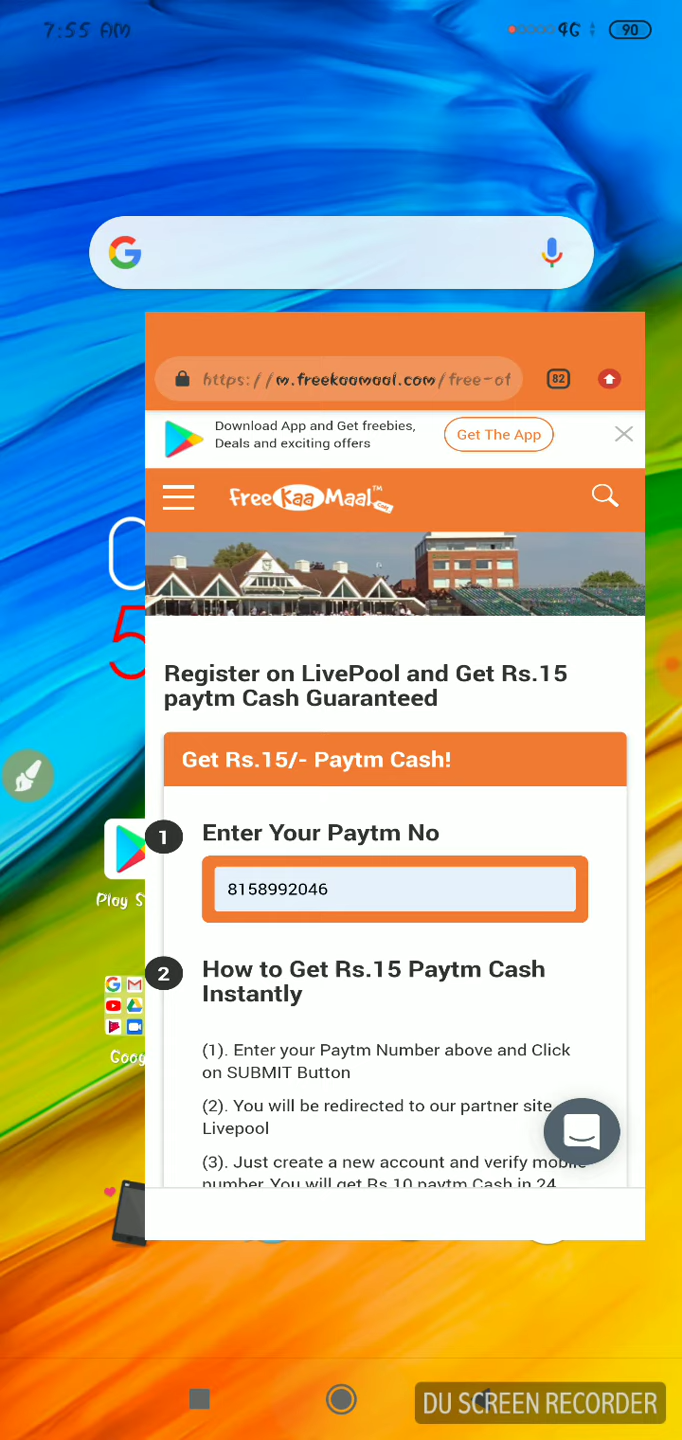 7:55 AM
4G
90
https://m.freekaamaal.com/free-of
82
Download App and Get freebies,
Deals and exciting offers
Get The App
Free Kaa Maal .com ™
0
5
Register on LivePool and Get Rs.15
paytm Cash Guaranteed
Get Rs.15/- Paytm Cash!
1
Enter Your Paytm No
8158992046
Play S
2
How to Get Rs.15 Paytm Cash
Instantly
Goog
(1). Enter your Paytm Number above and Click
on SUBMIT Button
(2). You will be redirected to our partner site
Livepool
(3). Just create a new account and verify mobile
number. You will get Rs 10 paytm Cash in 24
DU SCREEN RECORDER